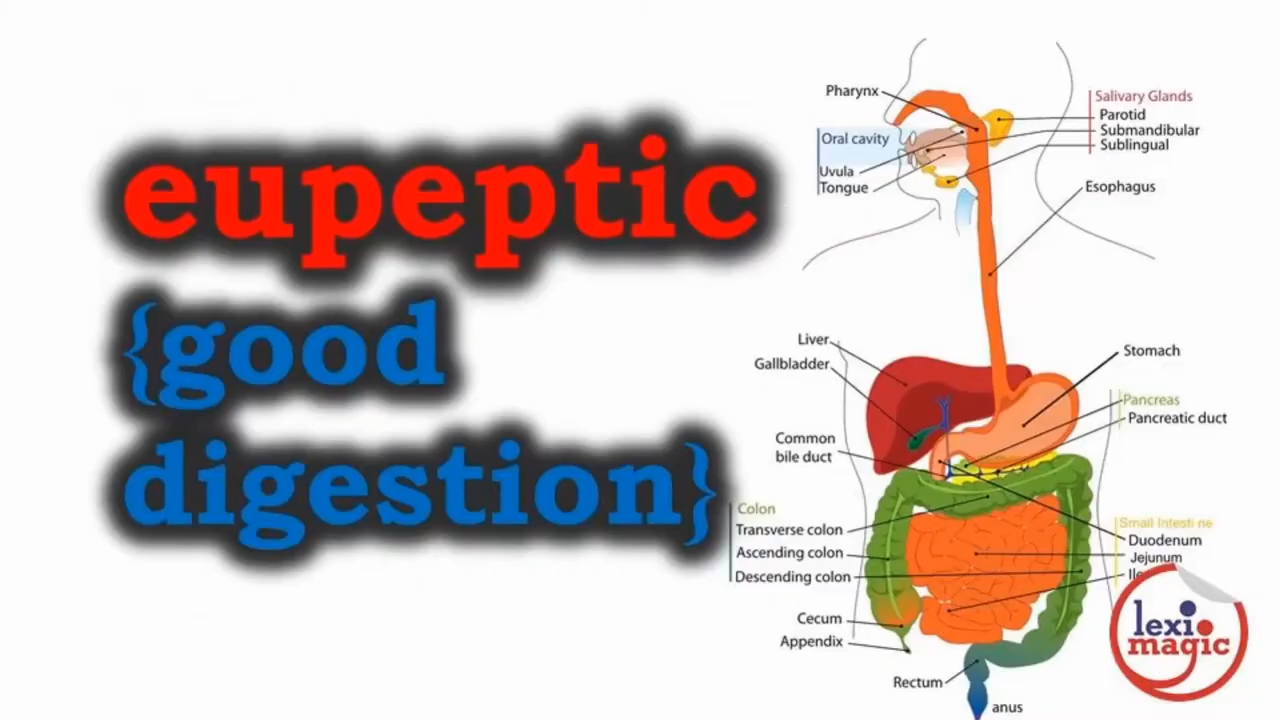 eupeptic
{good
digestion}
Pharynx
Oral cavity
Uvula
Tongue
Salivary Glands
Parotid
Submandibular
Sublingual
Esophagus
Liver
Gallbladder
Common
bile duct
Stomach
Pancreas
Pancreatic duct
Colon
Transverse colon
Ascending colon
Descending colon
Cecum
Appendix
Rectum
anus
Small Intesti ne
Duodenum
Jejunum
lexi
magic